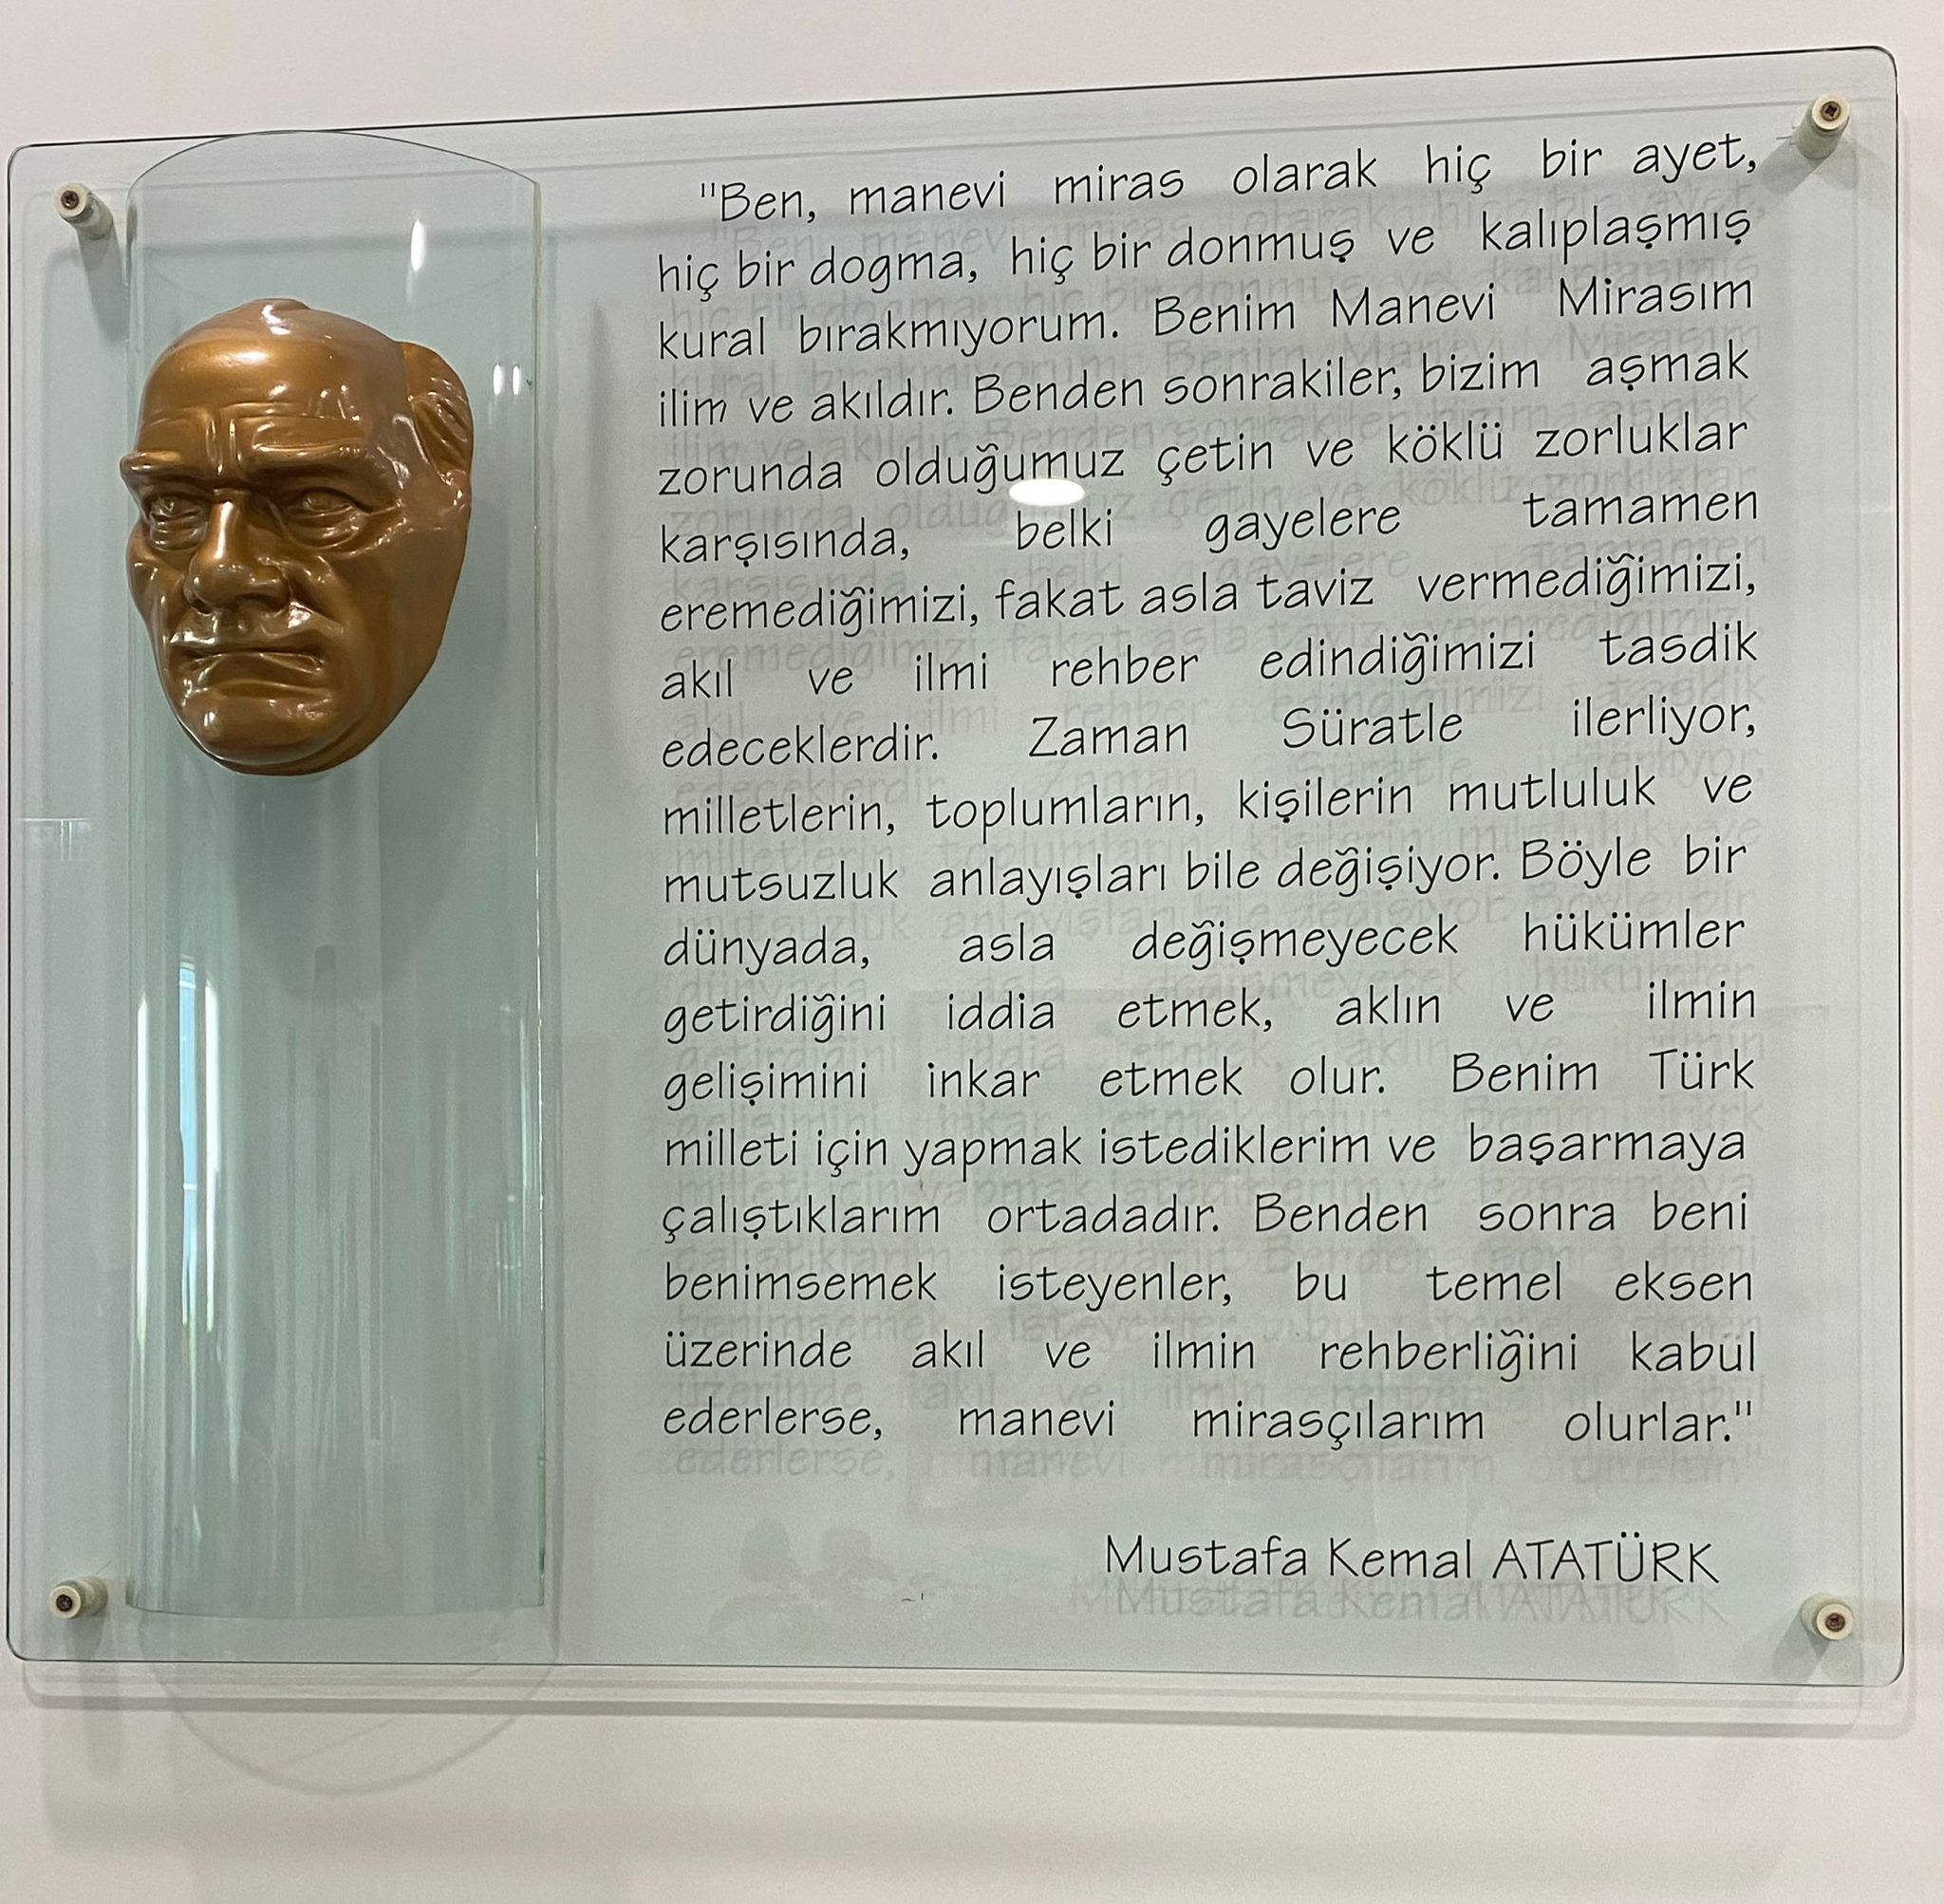 "Ben, manevi miras olarak hiç bir ayet,
hiç bir dogma, hiç bir donmuş ve kalıplaşmış
kural bırakmıyorum. Benim Manevi Mirasım
ilim ve akıldır. Benden sonrakiler, bizim aşmak
zorunda olduğumuz çetin ve köklü zorluklar
karşısında, belki gayelere tamamen
eremediğimizi, fakat asla taviz vermediğimizi,
akıl ve ilmi rehber edindiğimizi tasdik
edeceklerdir. Zaman Süratle ilerliyor,
milletlerin, toplumların, kişilerin mutluluk ve
mutsuzluk anlayışları bile değişiyor. Böyle bir
dünyada, asla değişmeyecek hükümler
getirdiğini iddia etmek, aklın ve ilmin
gelişimini inkar etmek olur. Benim Türk
milleti için yapmak istediklerim ve başarmaya
çalıştıklarım ortadadır. Benden sonra beni
benimsemek isteyenler, bu temel eksen
üzerinde akıl ve ilmin rehberliğini kabül
ederlerse, manevi mirasçılarım olurlar."
Mustafa Kemal ATATÜRK